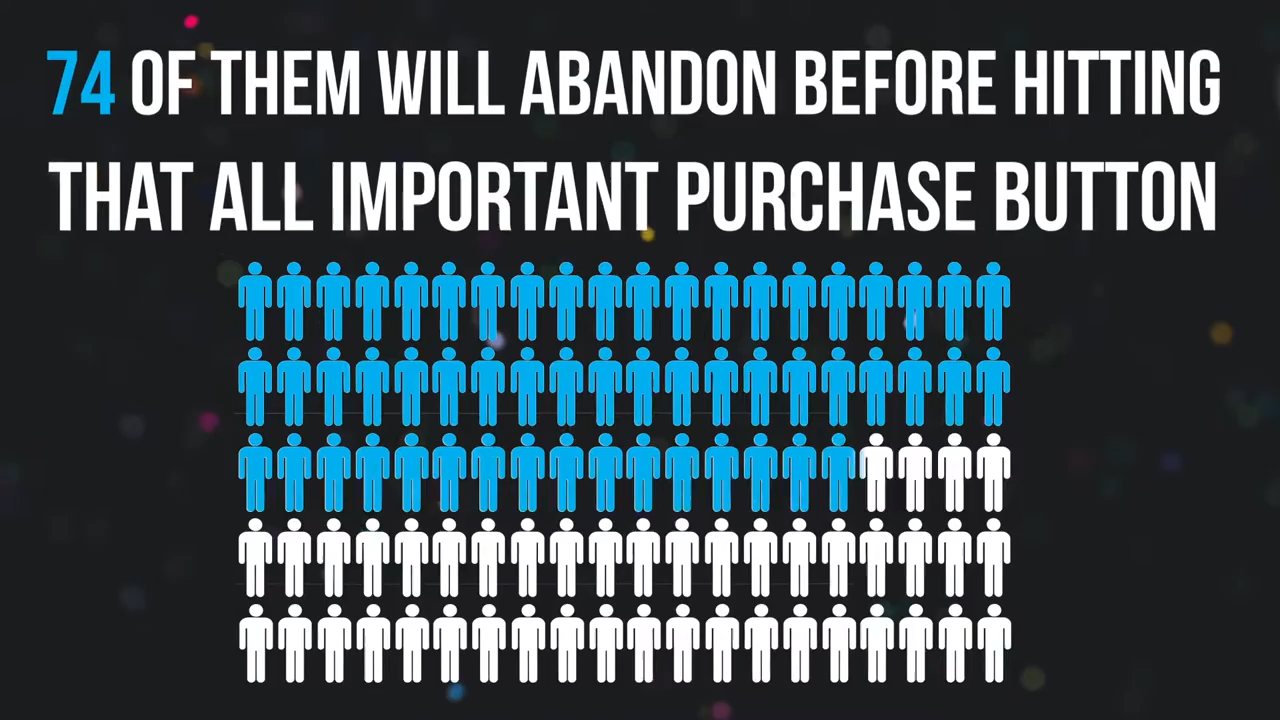 74 OF THEM WILL ABANDON BEFORE HITTING
THAT ALL IMPORTANT PURCHASE BUTTON